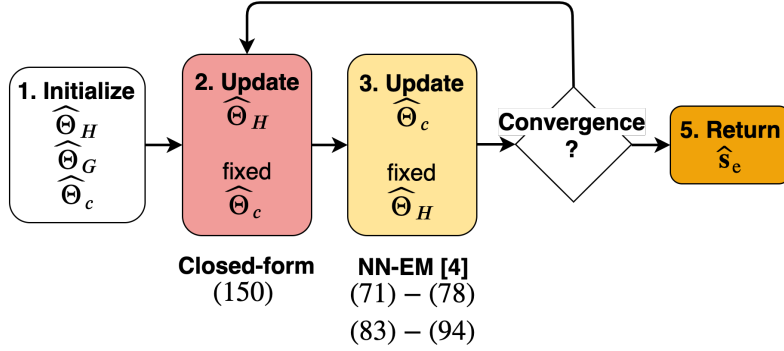 1. Initialize
Θ̂_H
Θ̂_G
Θ̂_c
2. Update
Θ̂_H
fixed
Θ̂_c
Closed-form
(150)
3. Update
Θ̂_c
fixed
Θ̂_H
NN-EM [4]
(71) − (78)
(83) − (94)
Convergence
?
5. Return
ŝ_e